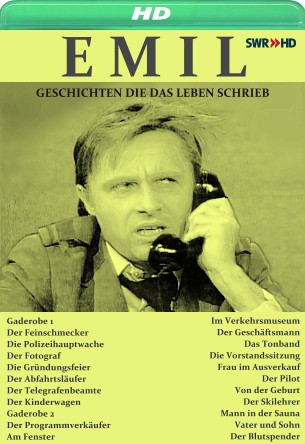 HD
EMIL
SWR>>HD
GESCHICHTEN DIE DAS LEBEN SCHRIEB
Gaderobe 1
Der Feinschmecker
Die Polizeihauptwache
Der Fotograf
Die Gründungsfeier
Der Abfahrtsläufer
Der Telegrafenbeamte
Der Kinderwagen
Gaderobe 2
Der Programmverkäufer
Am Fenster
Im Verkehrsmuseum
Der Geschäftsmann
Das Tonband
Die Vorstandssitzung
Frau im Ausverkauf
Der Pilot
Von der Geburt
Der Skilehrer
Mann in der Sauna
Vater und Sohn
Der Blutspender